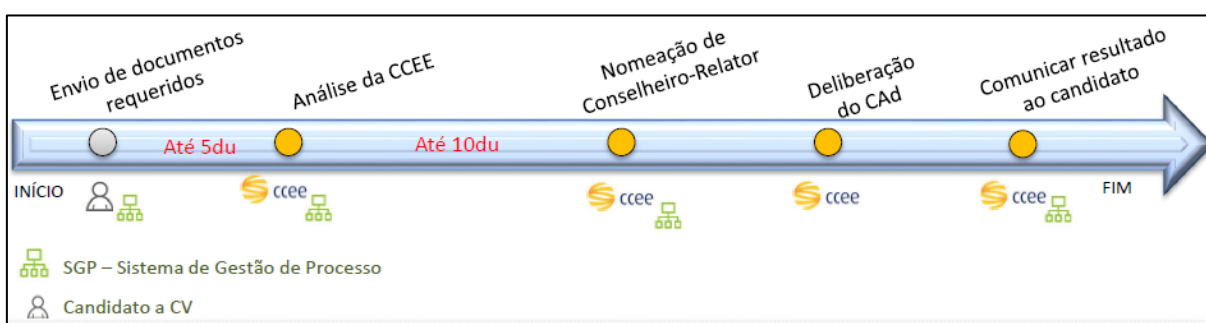 Envio de documentos
requeridos
Análise da CCEE
Nomeação de
Conselheiro-Relator
Deliberação
do CAd
Comunicar resultado
ao candidato
Até 5du
Até 10du
INÍCIO
ccee
ccee
ccee
ccee
FIM
SGP – Sistema de Gestão de Processo
Candidato a CV